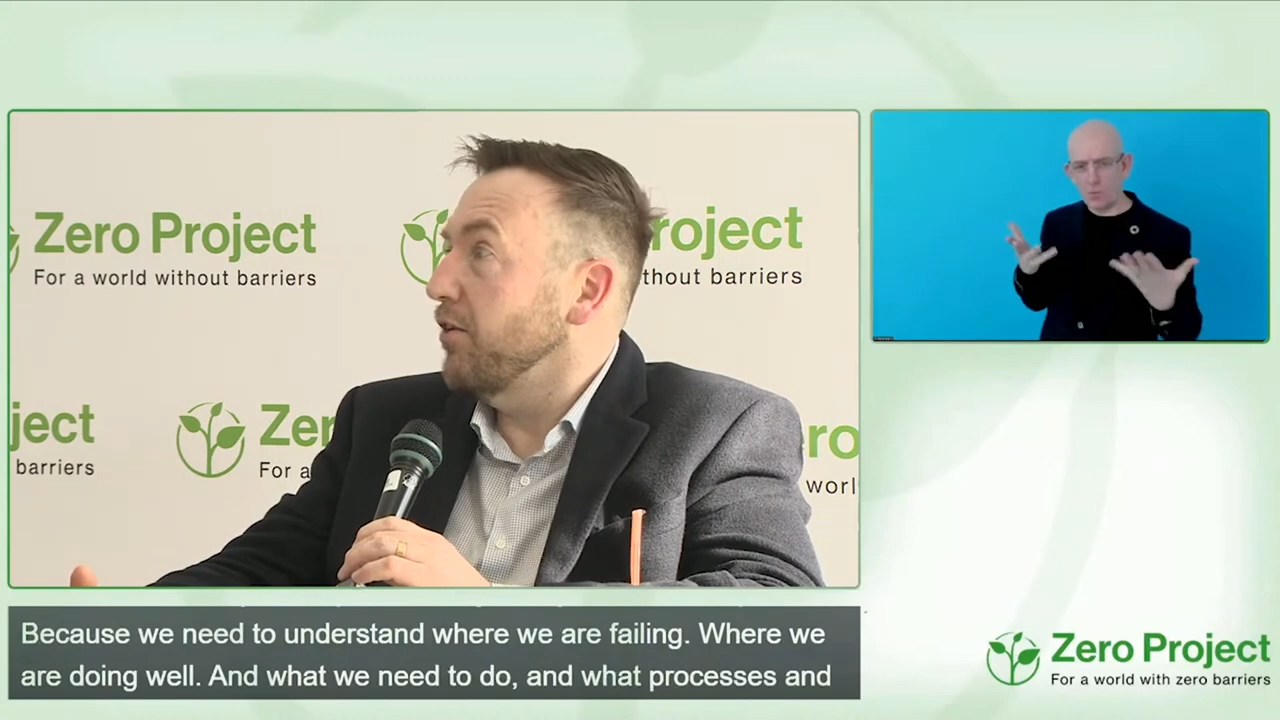 Zero Project
For a world without barriers
roject
thout barriers
ject
barriers
Zer
For a
ro
worl
Because we need to understand where we are failing. Where we
are doing well. And what we need to do, and what processes and
Zero Project
For a world with zero barriers